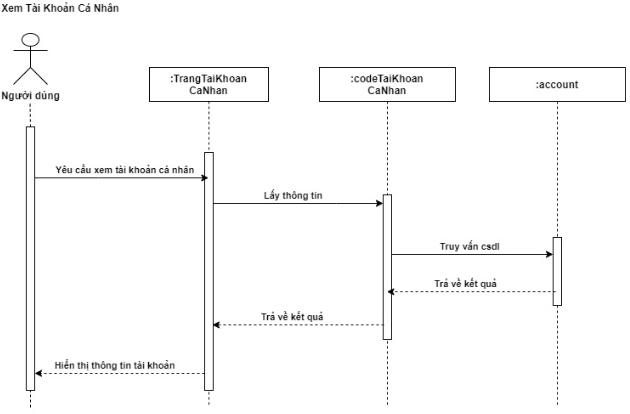 Xem Tài Khoản Cá Nhân
Người dùng
:TrangTaiKhoan
CaNhan
:codeTaiKhoan
CaNhan
:account
Yêu cầu xem tài khoản cá nhân
Lấy thông tin
Truy vấn csdl
Trả về kết quả
Trả về kết quả
Hiển thị thông tin tài khoản